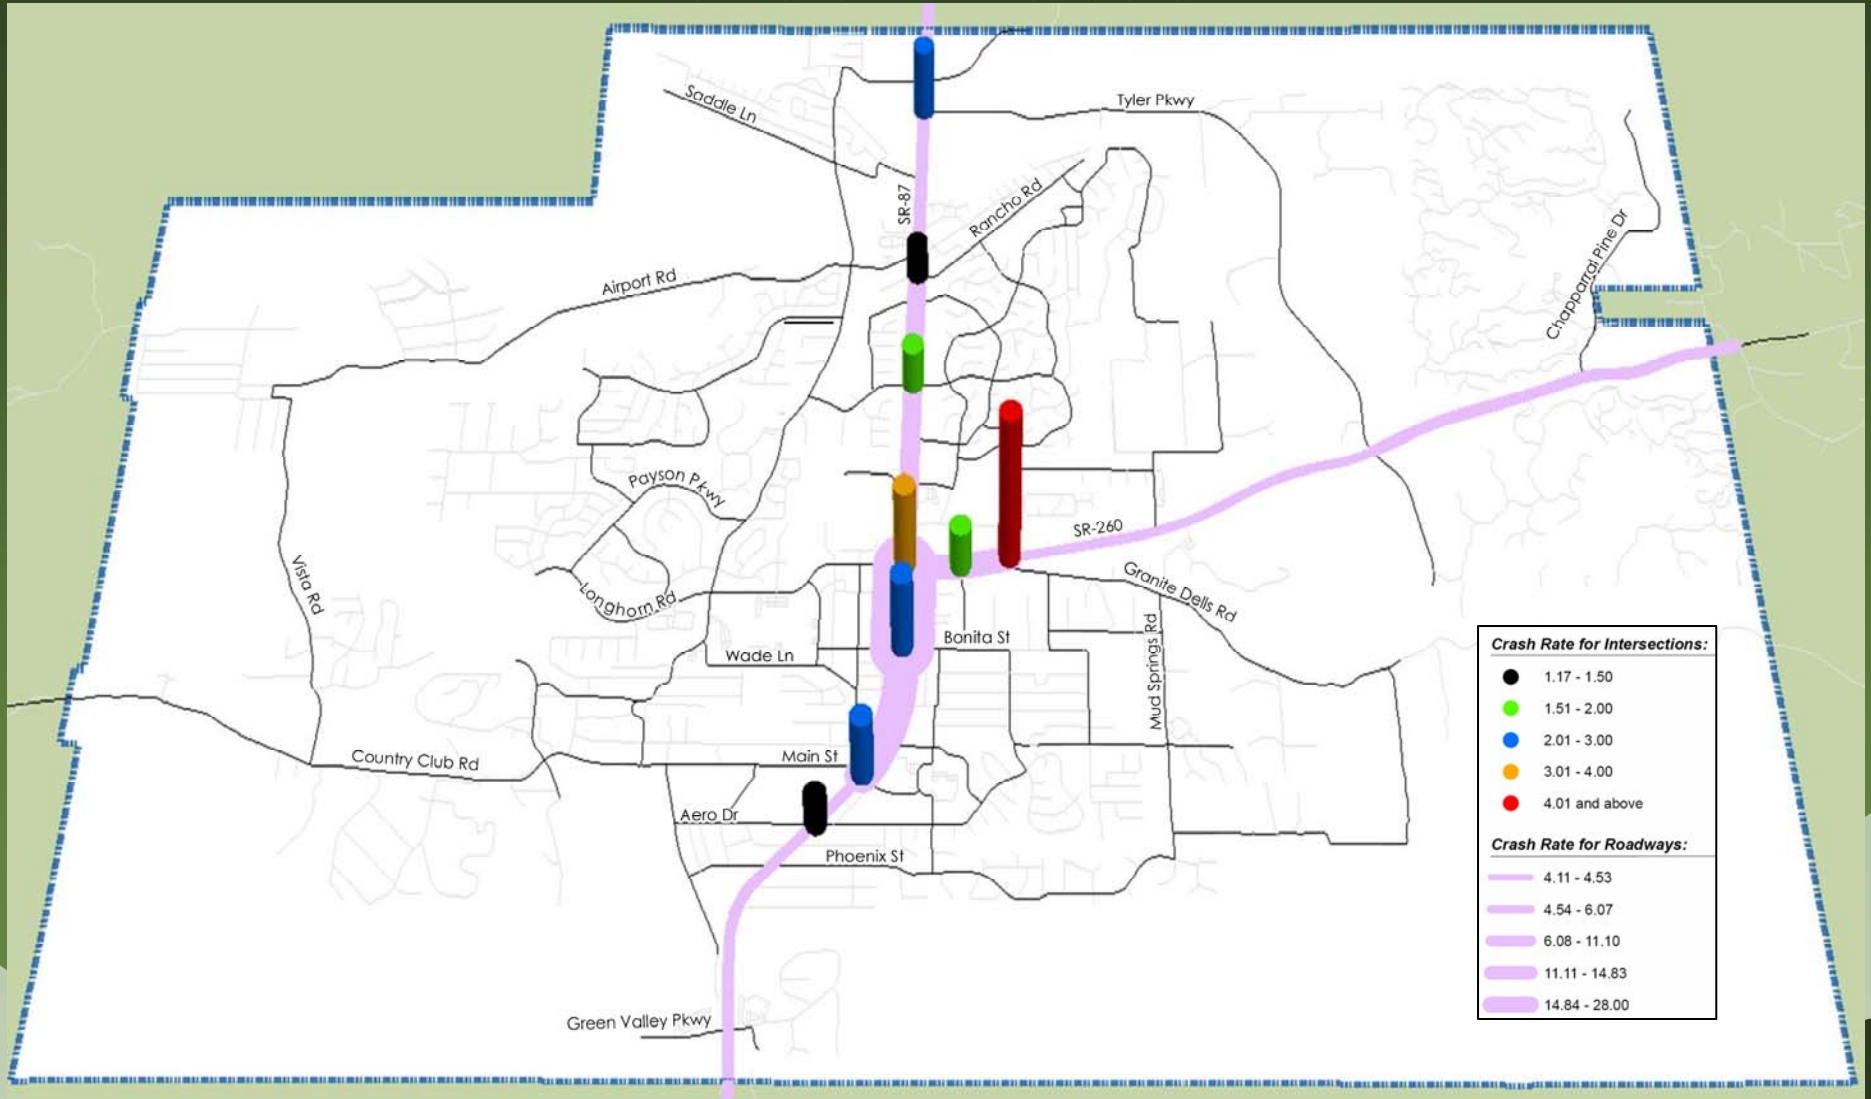 Saddle Ln
Tyler Pkwy
SR-87
Rancho Rd
Chapparral Pine Dr
Airport Rd
Payson Pkwy
SR-260
Vista Rd
Longhorn Rd
Granite Dells Rd
Bonita St
Wade Ln
Mud Springs Rd
Main St
Country Club Rd
Aero Dr
Phoenix St
Green Valley Pkwy
Crash Rate for Intersections:
1.17 - 1.50
1.51 - 2.00
2.01 - 3.00
3.01 - 4.00
4.01 and above
Crash Rate for Roadways:
4.11 - 4.53
4.54 - 6.07
6.08 - 11.10
11.11 - 14.83
14.84 - 28.00